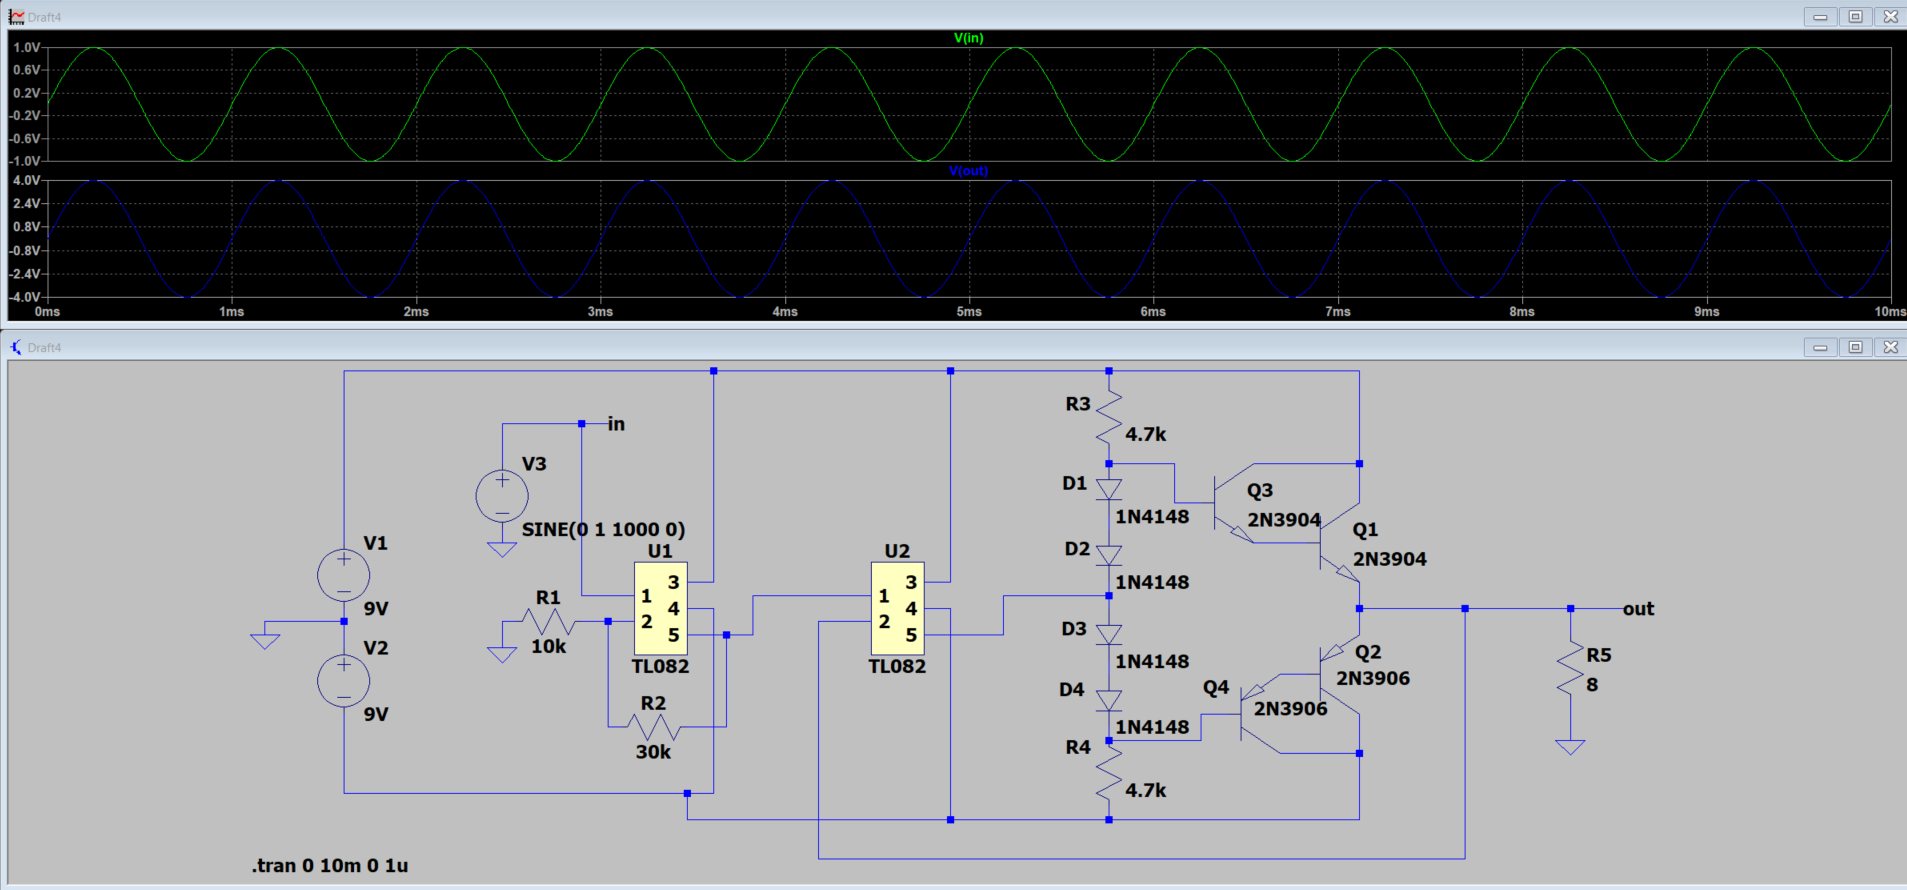 Draft4
V(in)
1.0V
0.6V
0.2V
-0.2V
-0.6V
-1.0V
V(out)
4.0V
2.4V
0.8V
-0.8V
-2.4V
-4.0V
0ms 1ms 2ms 3ms 4ms 5ms 6ms 7ms 8ms 9ms 10ms
Draft4
R3
4.7k
in
V3
SINE(0 1 1000 0)
D1
1N4148
Q3
2N3904
Q1
2N3904
V1
9V
U1
3
1
4
2
5
TL082
U2
3
1
4
2
5
TL082
D2
1N4148
R1
10k
out
V2
9V
D3
1N4148
Q2
2N3906
R5
8
R2
30k
D4
1N4148
Q4
2N3906
R4
4.7k
.tran 0 10m 0 1u